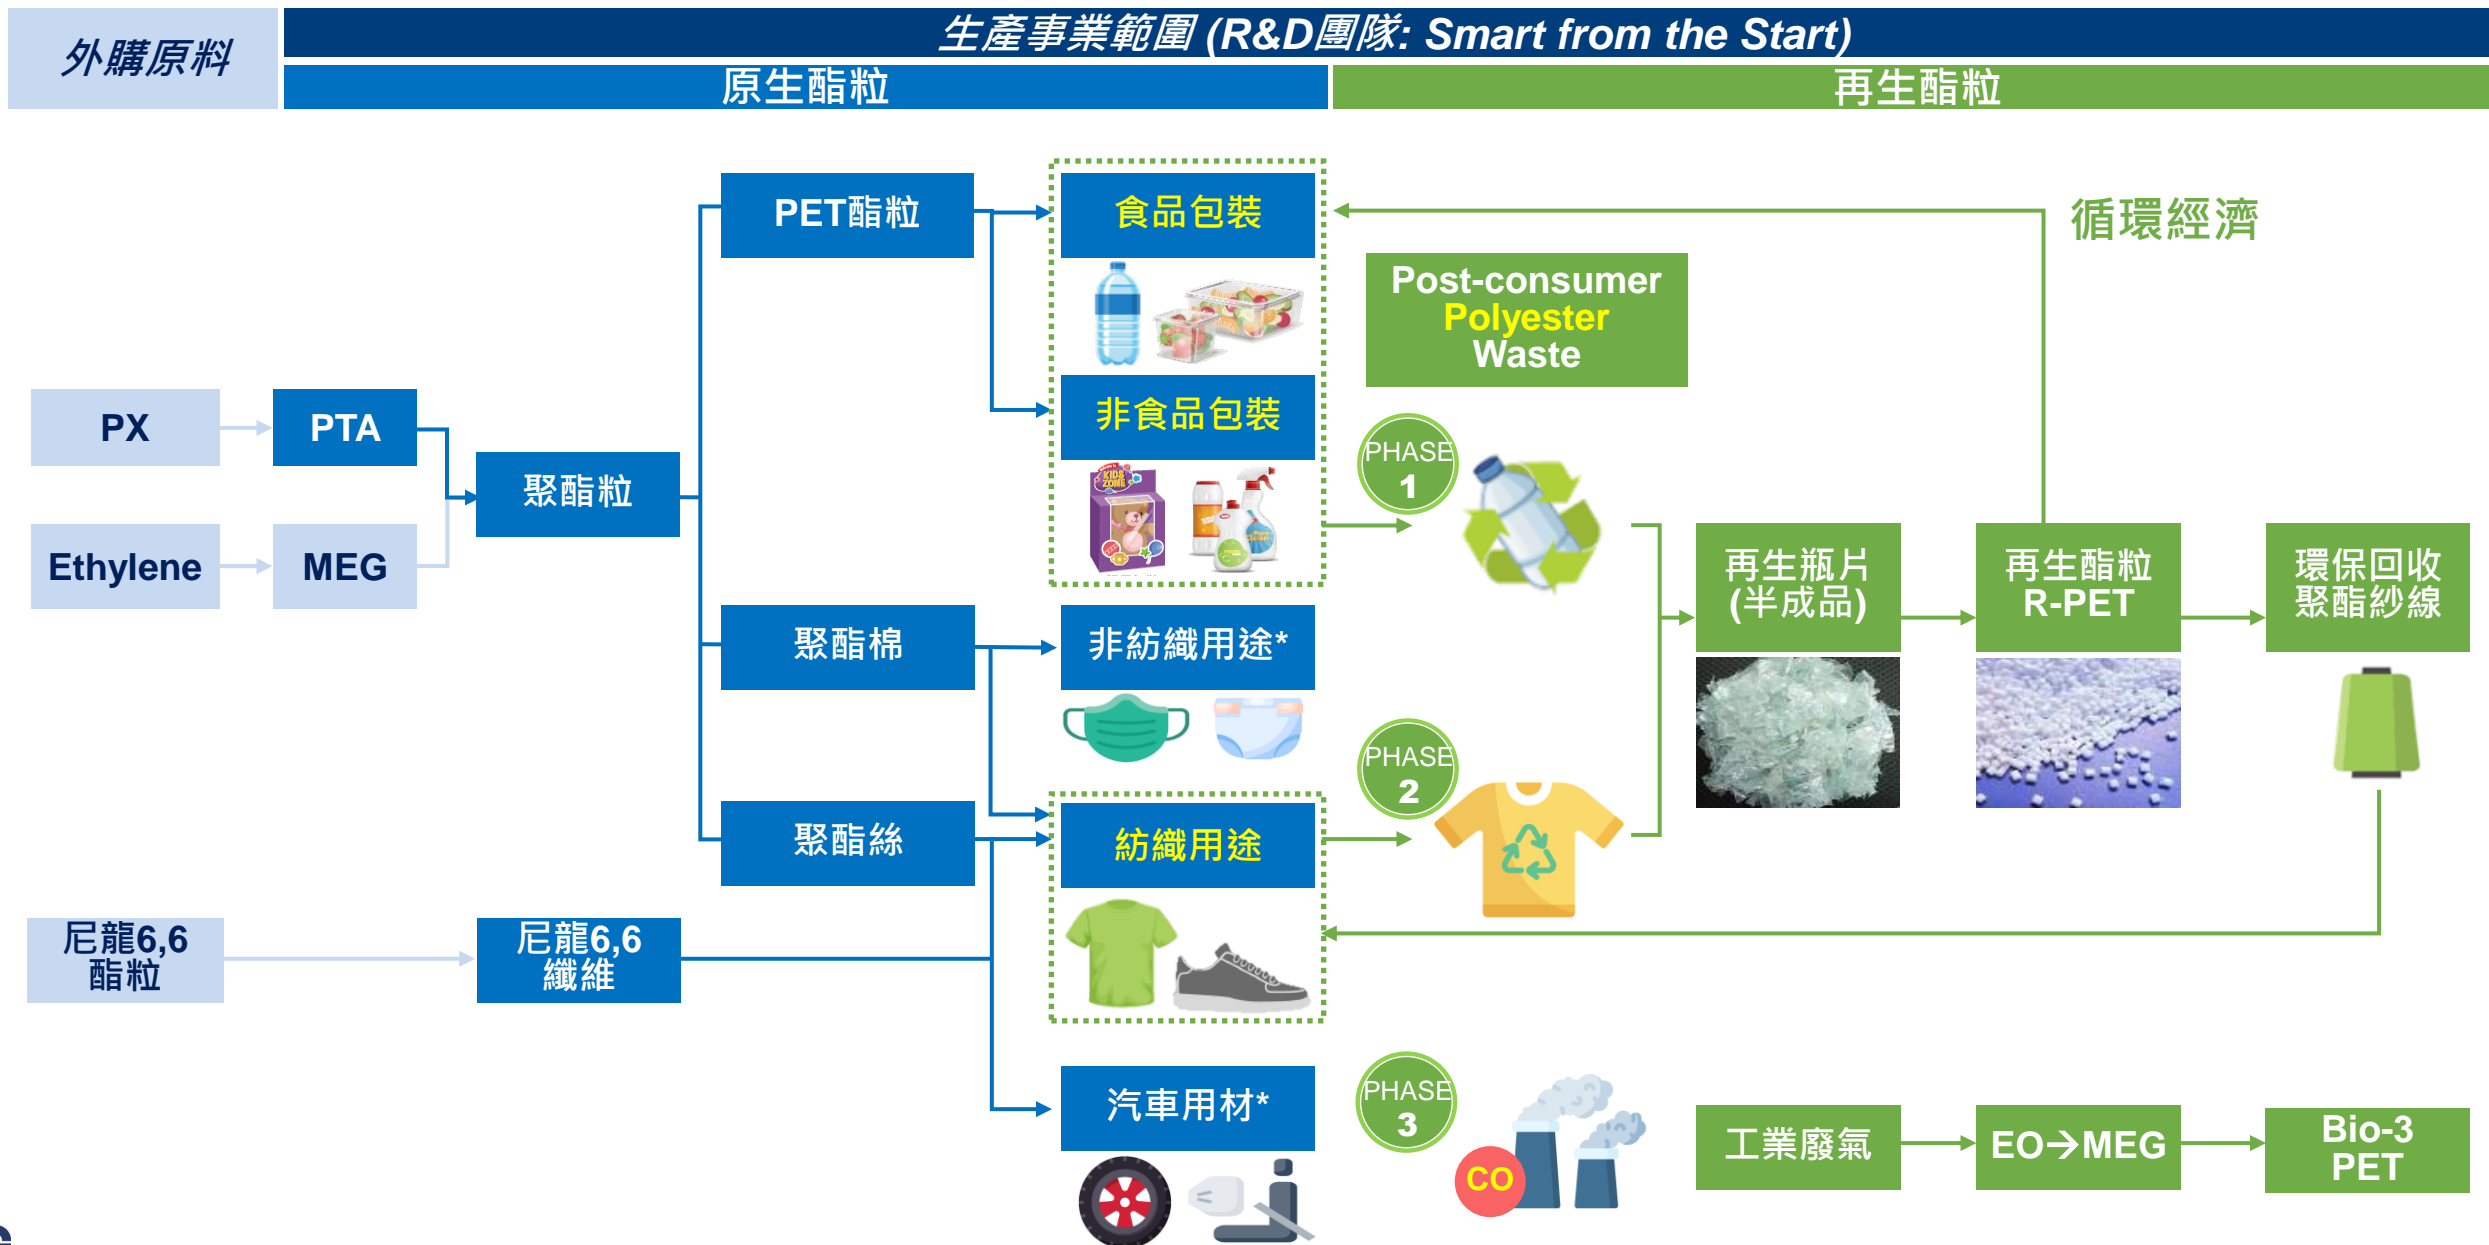 外購原料
生產事業範圍 (R&D團隊: Smart from the Start)
原生酯粒
再生酯粒
PET酯粒
食品包裝
循環經濟
Post-consumer
Polyester
Waste
PX
PTA
非食品包裝
KIDS
ZONE
PHASE
1
聚酯粒
Ethylene
MEG
再生瓶片
(半成品)
再生酯粒
R-PET
環保回收
聚酯紗線
聚酯棉
非紡織用途*
PHASE
2
聚酯絲
紡織用途
尼龍6,6
酯粒
尼龍6,6
纖維
汽車用材*
PHASE
3
CO
工業廢氣
EO→MEG
Bio-3
PET